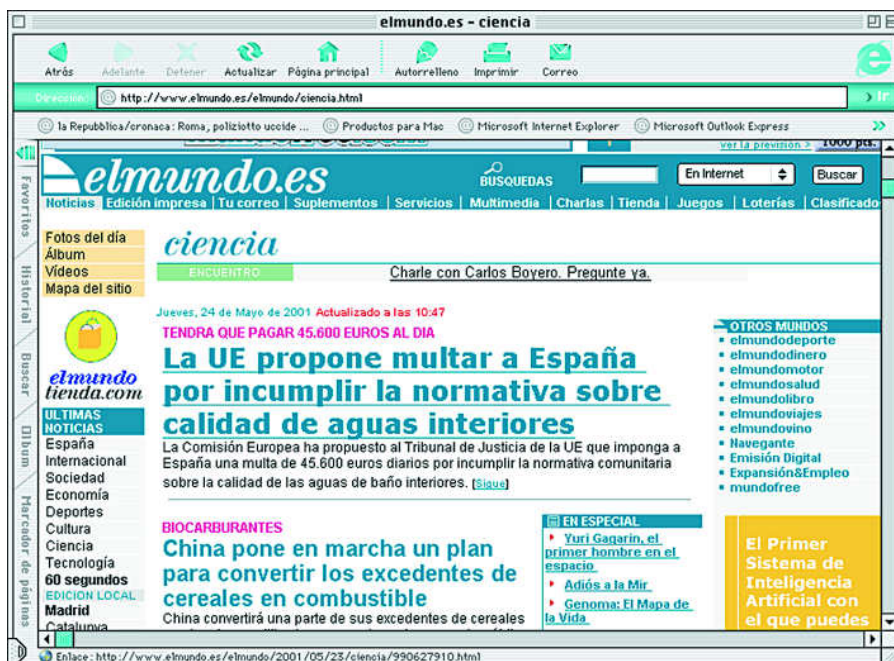 elmundo.es - ciencia
Atrás Adelante Detener Actualizar Página principal Autorrelleno Imprimir Correo
Dirección http://www.elmundo.es/elmundo/ciencia.html Ir
la Repubblica/cronaca: Roma, poliziotto uccide ... Productos para Mac Microsoft Internet Explorer Microsoft Outlook Express
ver la previsión > 1000 pts.
elmundo.es
BÚSQUEDAS En Internet Buscar
Noticias Edición impresa Tu correo Suplementos Servicios Multimedia Charlas Tienda Juegos Loterías Clasificado
Favoritos
Historial
Buscar
Album
Marcador de páginas
Fotos del día
Álbum
Vídeos
Mapa del sitio
elmundo
tienda.com
ULTIMAS
NOTICIAS
España
Internacional
Sociedad
Economía
Deportes
Cultura
Ciencia
Tecnología
60 segundos
EDICION LOCAL
Madrid
Catalunya
ciencia
ENCUENTRO
Charle con Carlos Boyero. Pregunte ya.
Jueves, 24 de Mayo de 2001 Actualizado a las 10:47
TENDRA QUE PAGAR 45.600 EUROS AL DIA
La UE propone multar a España
por incumplir la normativa sobre
calidad de aguas interiores
La Comisión Europea ha propuesto al Tribunal de Justicia de la UE que imponga a
España una multa de 45.600 euros diarios por incumplir la normativa comunitaria
sobre la calidad de las aguas de baño interiores. [Sigue]
BIOCARBURANTES
China pone en marcha un plan
para convertir los excedentes de
cereales en combustible
China convertirá una parte de sus excedentes de cereales
EN ESPECIAL
Yuri Gagarin, el
primer hombre en el
espacio
Adiós a la Mir
Genoma: El Mapa de
la Vida
OTROS MUNDOS
elmundodeporte
elmundodinero
elmundomotor
elmundosalud
elmundolibro
elmundoviajes
elmundovino
Navegante
Emisión Digital
Expansión&Empleo
mundofree
El Primer
Sistema de
Inteligencia
Artificial con
el que puedes
Enlace: http://www.elmundo.es/elmundo/2001/05/23/ciencia/990627910.html